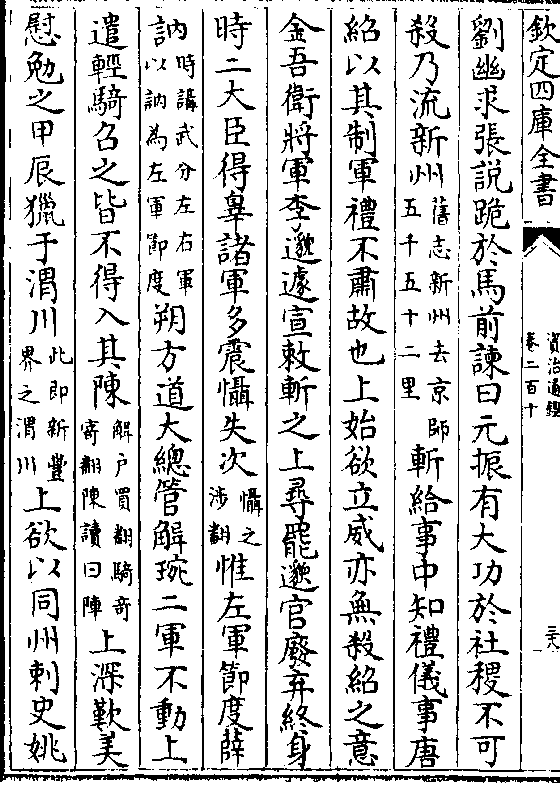 欽定四庫全書
資治通鑑
卷二百十
三六
劉幽求張說跪於馬前諫曰元振有大功於社稷不可
殺乃流新州舊志新州去京師五千五十二里斬給事中知禮儀事唐
紹以其制軍禮不肅故也上始欲立威亦無殺紹之意
金吾衛將軍李邈遽宣敕斬之上尋罷邈官廢弃終身
時二大臣得辠諸軍多震懾失次懾之涉翻惟左軍節度薛
訥時講武分左右軍以訥為左軍節度朔方道大總管解琬二軍不動上
遣輕騎召之皆不得入其陳解户買翻騎奇寄翻陳讀曰陣上深歎美
慰勉之甲辰獵于渭川此即新豐界之渭川上欲以同州刺史姚